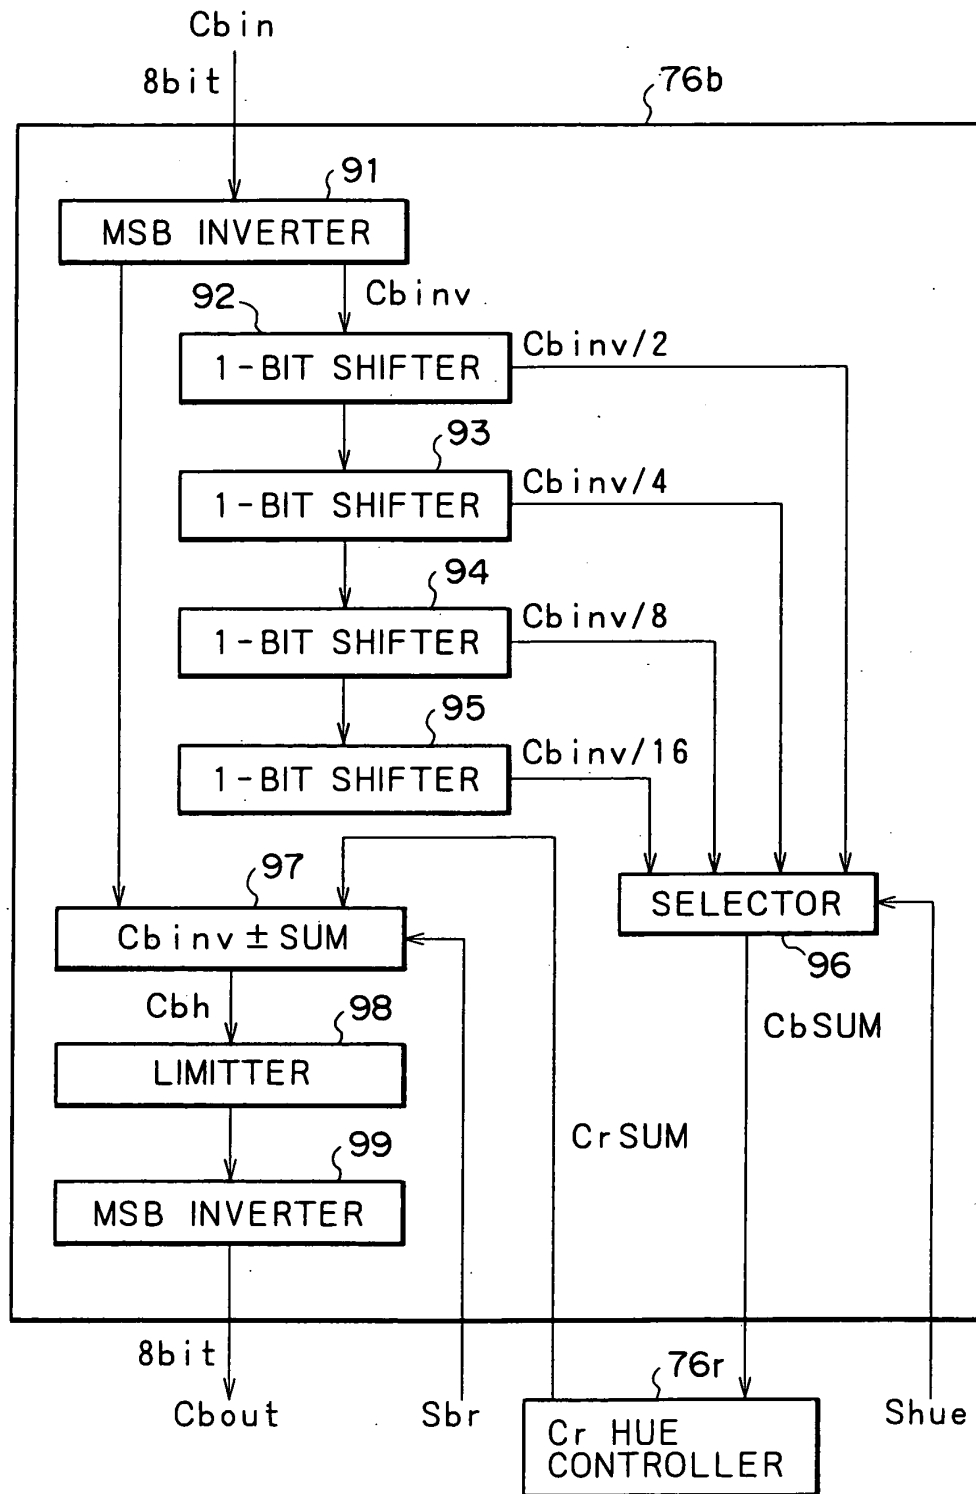 Cbin
8bit
76b
91
MSB INVERTER
Cbinv
92
1-BIT SHIFTER
Cbinv/2
93
1-BIT SHIFTER
Cbinv/4
94
1-BIT SHIFTER
Cbinv/8
95
1-BIT SHIFTER
Cbinv/16
97
Cbinv ± SUM
SELECTOR
96
Cbh
98
CbSUM
LIMITTER
CrSUM
99
MSB INVERTER
8bit
76r
Cbout
Sbr
Shue
Cr HUE
CONTROLLER